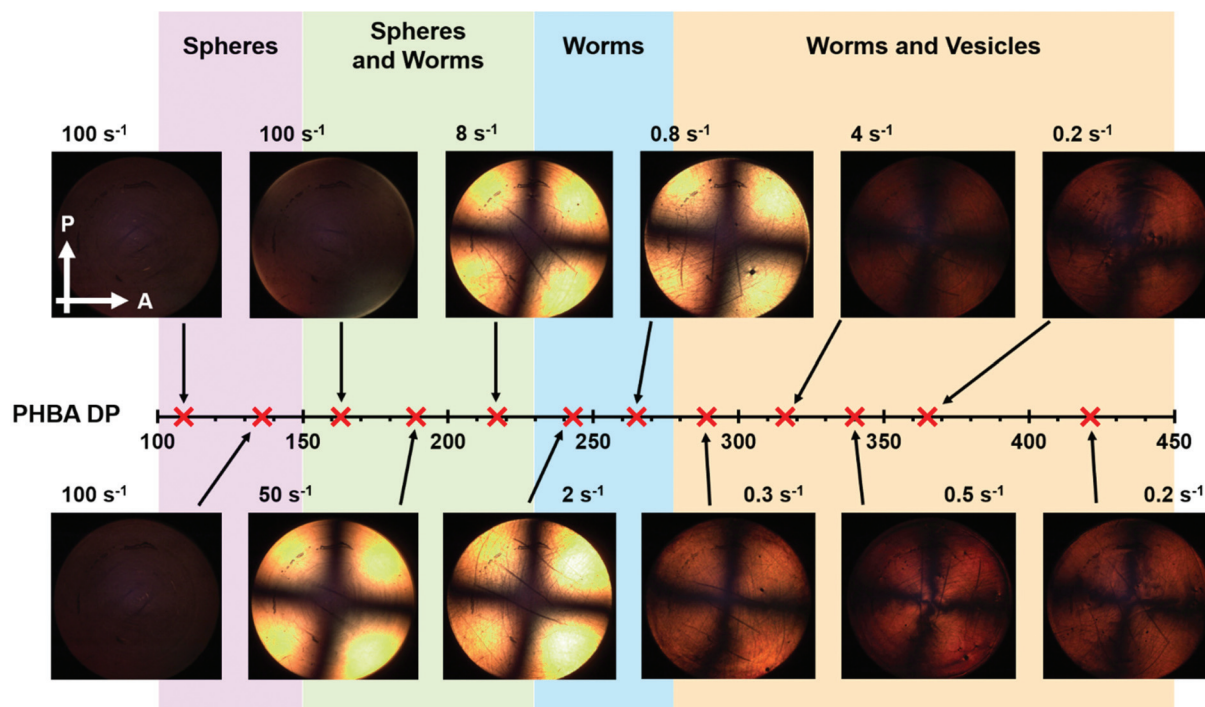 Spheres
Spheres
and Worms
Worms
Worms and Vesicles
100 s⁻¹
100 s⁻¹
8 s⁻¹
0.8 s⁻¹
4 s⁻¹
0.2 s⁻¹
P
A
PHBA DP
100
150
200
250
300
350
400
450
100 s⁻¹
50 s⁻¹
2 s⁻¹
0.3 s⁻¹
0.5 s⁻¹
0.2 s⁻¹